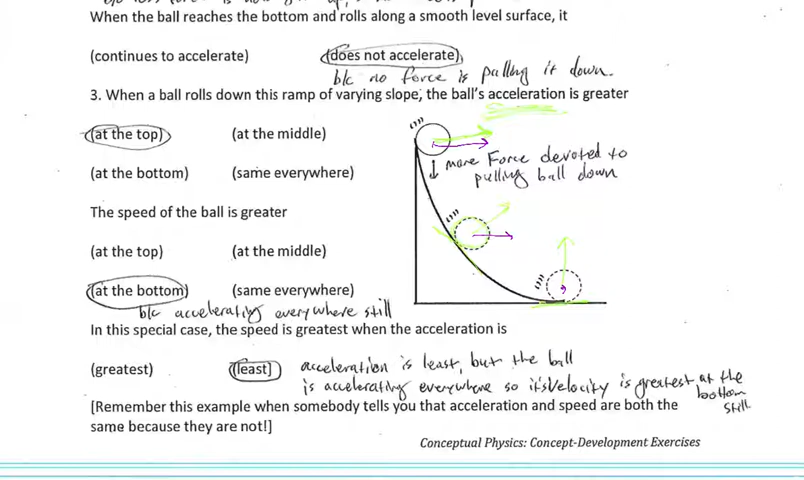 When the ball reaches the bottom and rolls along a smooth level surface, it
(continues to accelerate) (does not accelerate)
b/c no force is pulling it down.
3. When a ball rolls down this ramp of varying slope, the ball's acceleration is greater
(at the top) (at the middle)
more Force devoted to
(at the bottom) (same everywhere)
pulling ball down
The speed of the ball is greater
(at the top) (at the middle)
(at the bottom) (same everywhere)
b/c accelerating everywhere still
In this special case, the speed is greatest when the acceleration is
(greatest) (least) acceleration is least, but the ball
is accelerating everywhere so it's velocity is greatest at the
bottom
still
[Remember this example when somebody tells you that acceleration and speed are both the
same because they are not!]
Conceptual Physics: Concept-Development Exercises